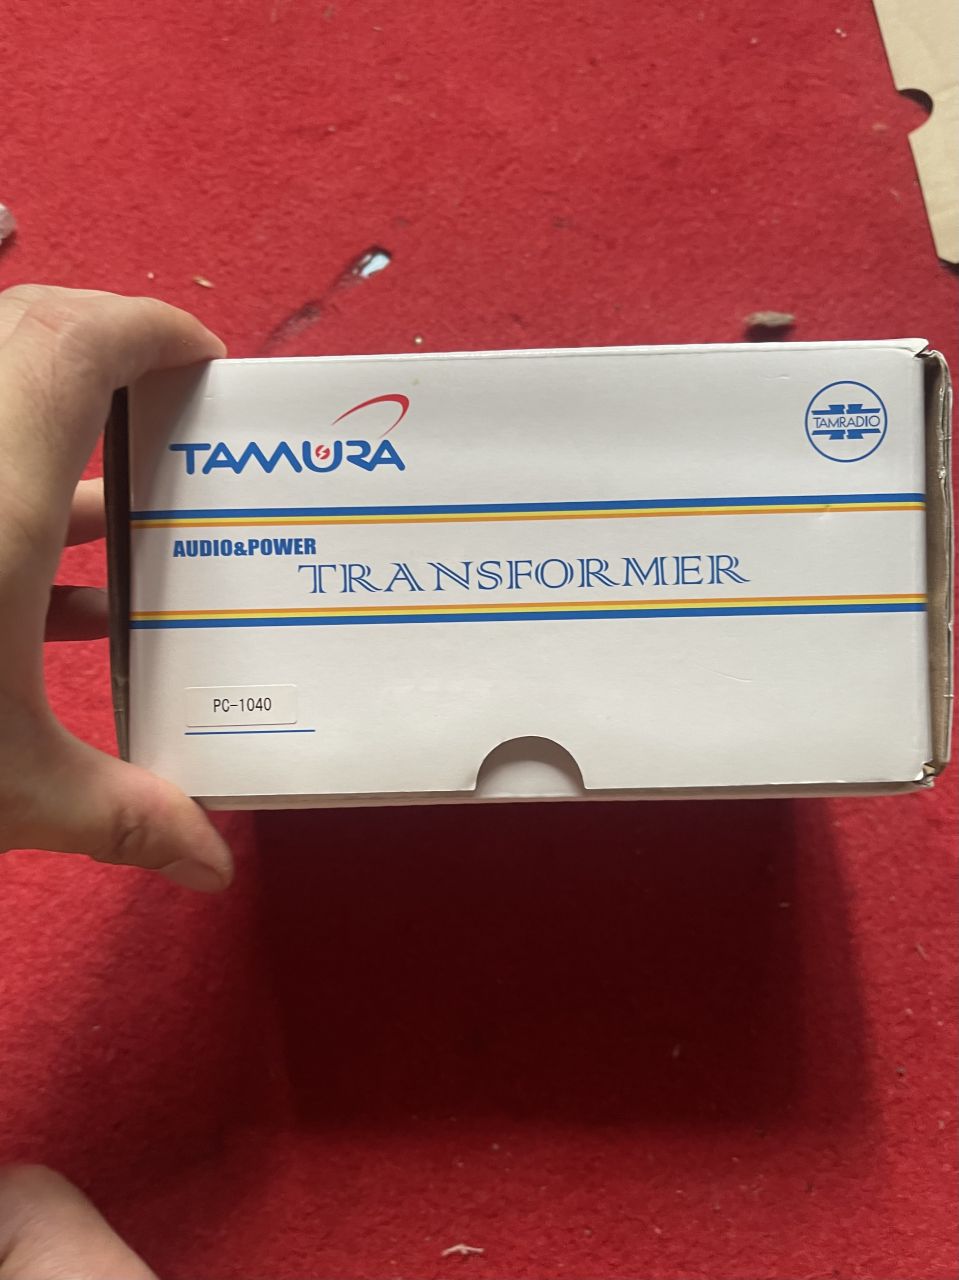 TAMURA
TAMRADIO
AUDIO&POWER
TRANSFORMER
PC-1040